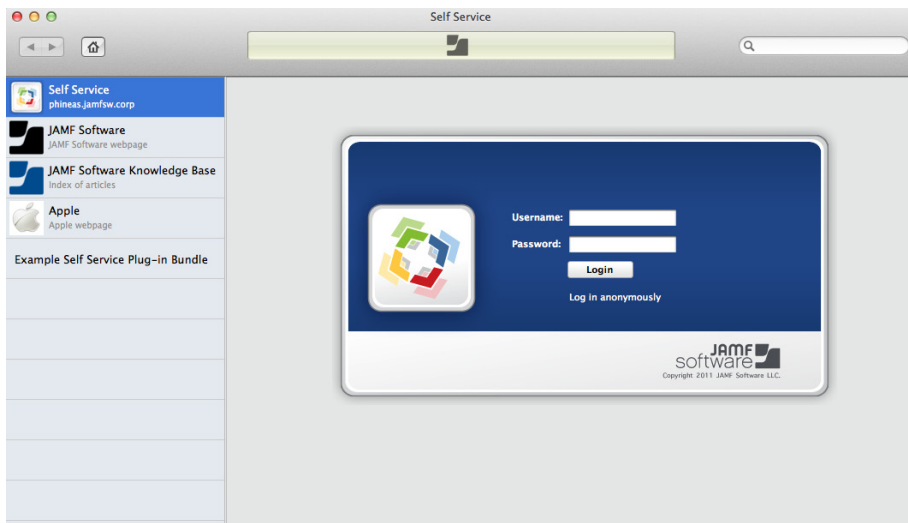 Self Service
Self Service
phineas.jamfsw.corp
JAMF Software
JAMF Software webpage
JAMF Software Knowledge Base
Index of articles
Apple
Apple webpage
Example Self Service Plug-in Bundle
Username:
Password:
Login
Log in anonymously
JAMF
software
Copyright 2011 JAMF Software LLC.